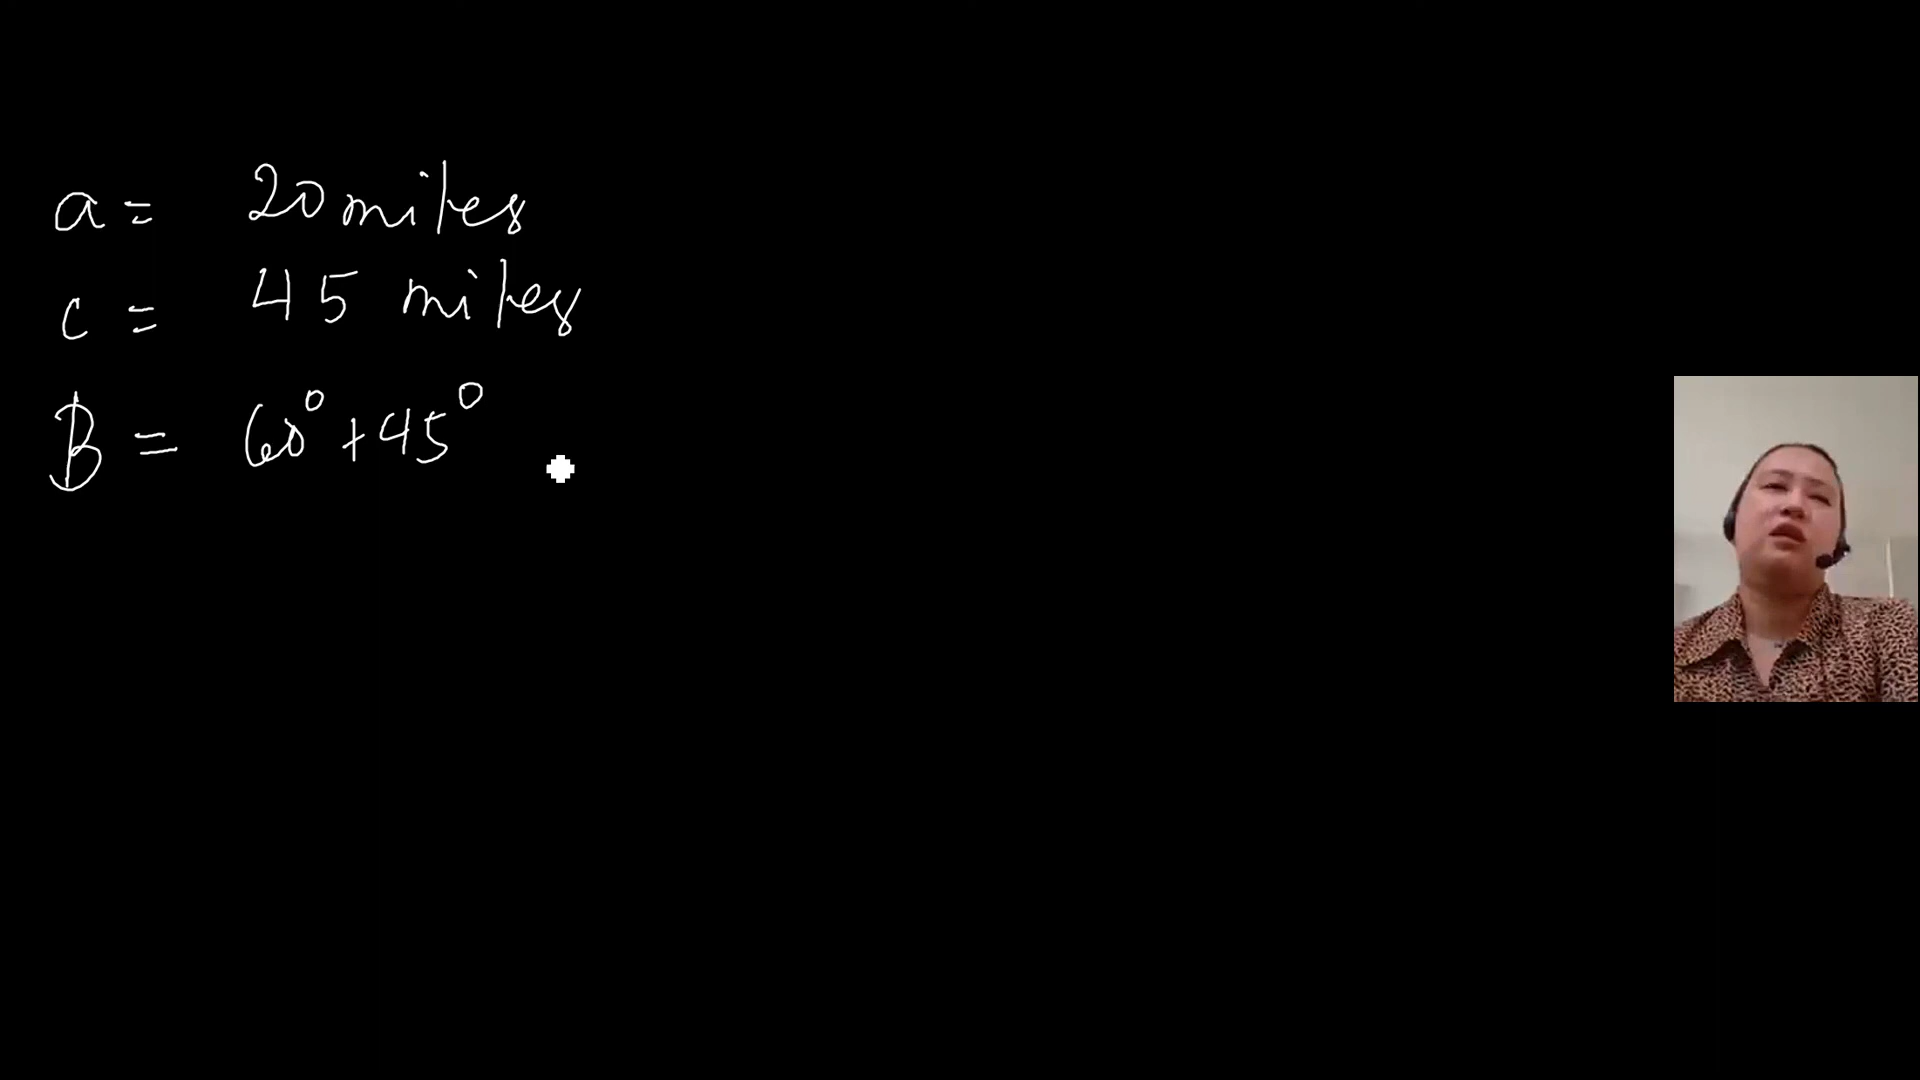 a = 20 miles
c = 45 miles
B = 60° + 45°